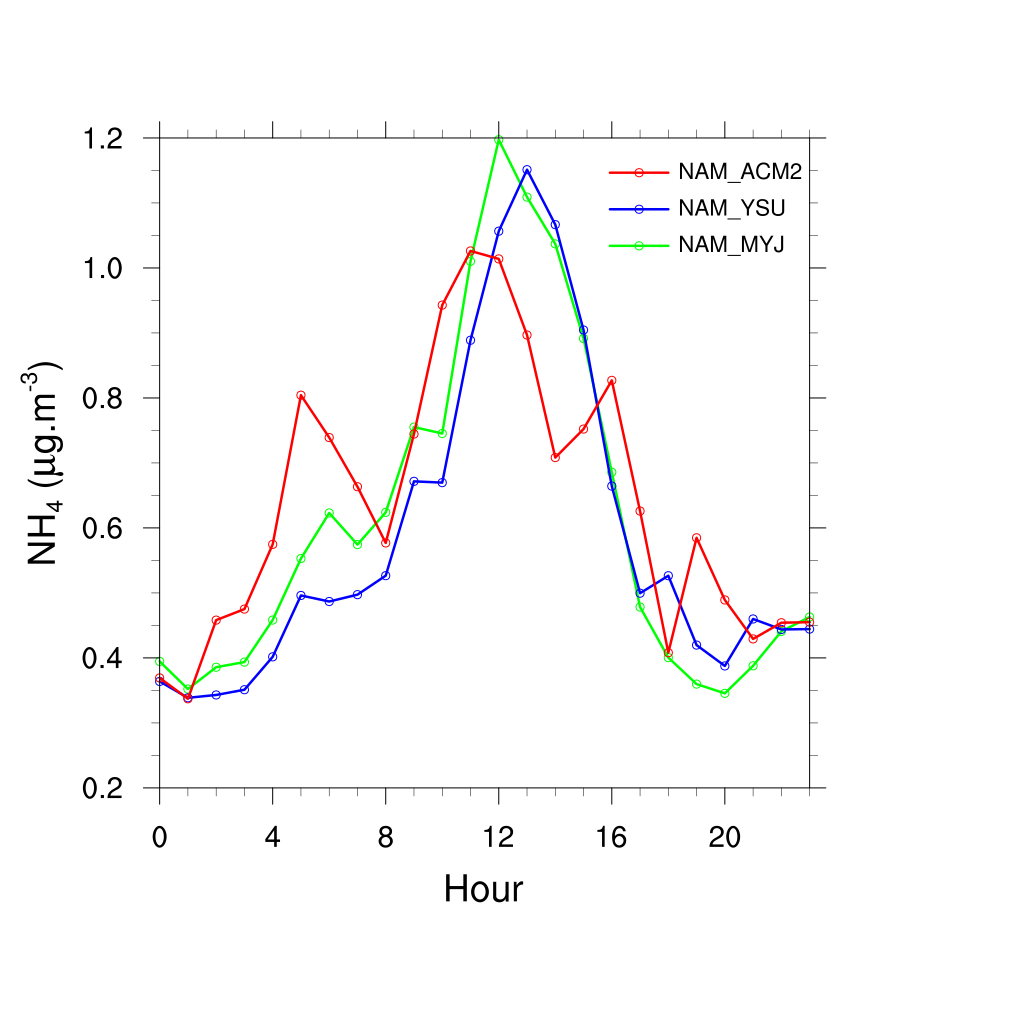 1.2
1.0
0.8
0.6
0.4
0.2
NH4 (μg.m-3)
NAM_ACM2
NAM_YSU
NAM_MYJ
0 4 8 12 16 20
Hour